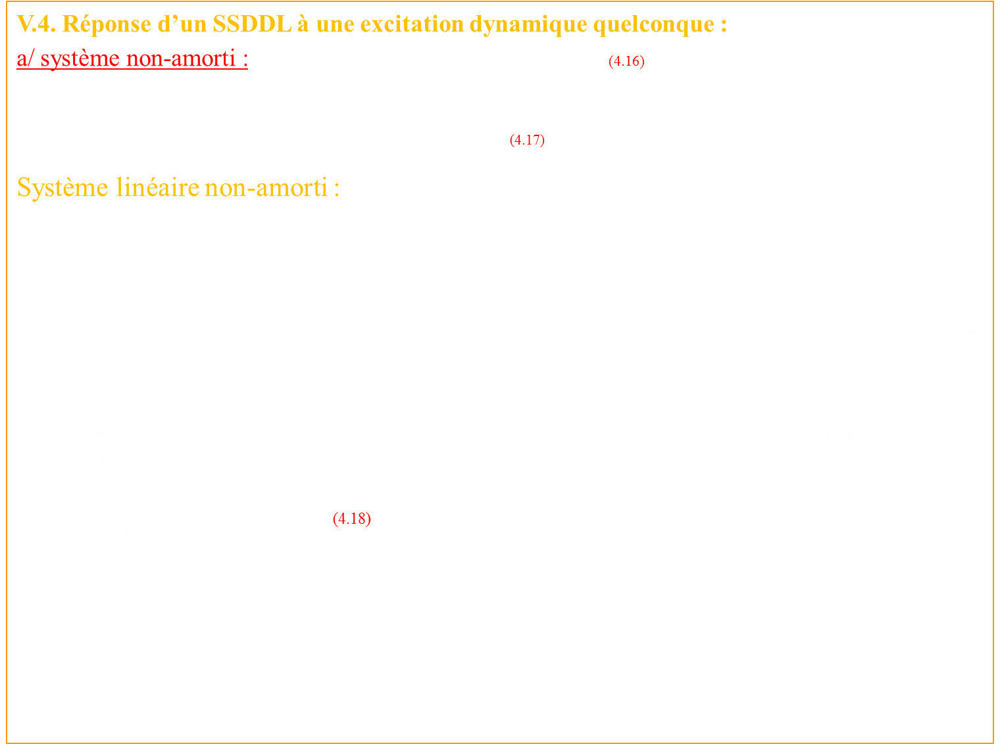 V.4. Réponse d’un SSDDL à une excitation dynamique quelconque :
a/ système non-amorti : (4.16)
(4.17)
Système linéaire non-amorti :
(4.18)